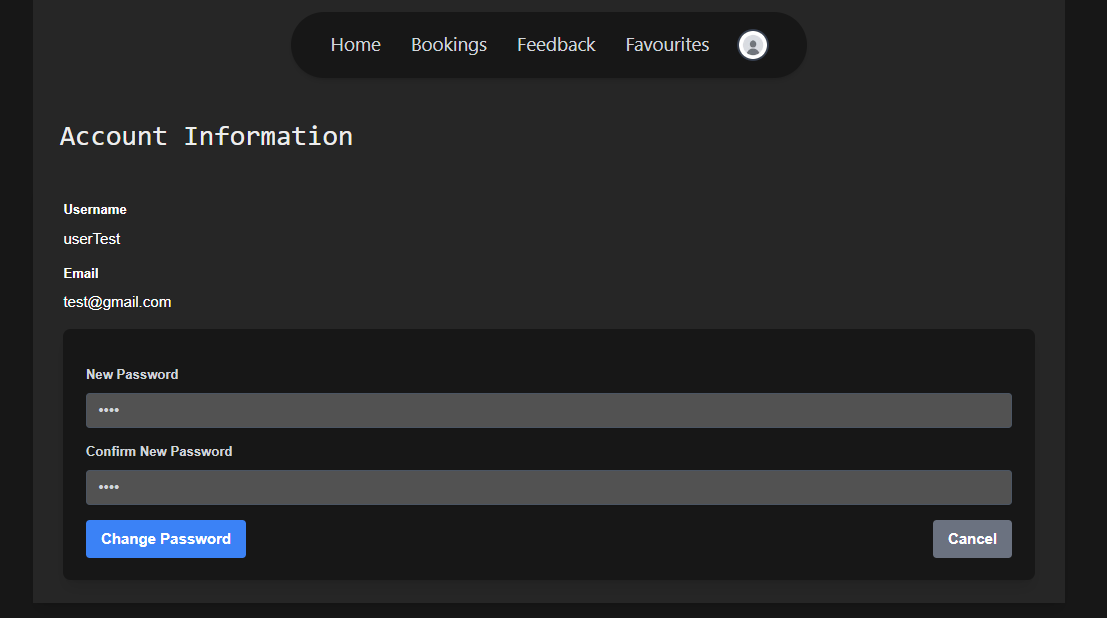 Home Bookings Feedback Favourites
Account Information
Username
userTest
Email
test@gmail.com
New Password
••••
Confirm New Password
••••
Change Password Cancel